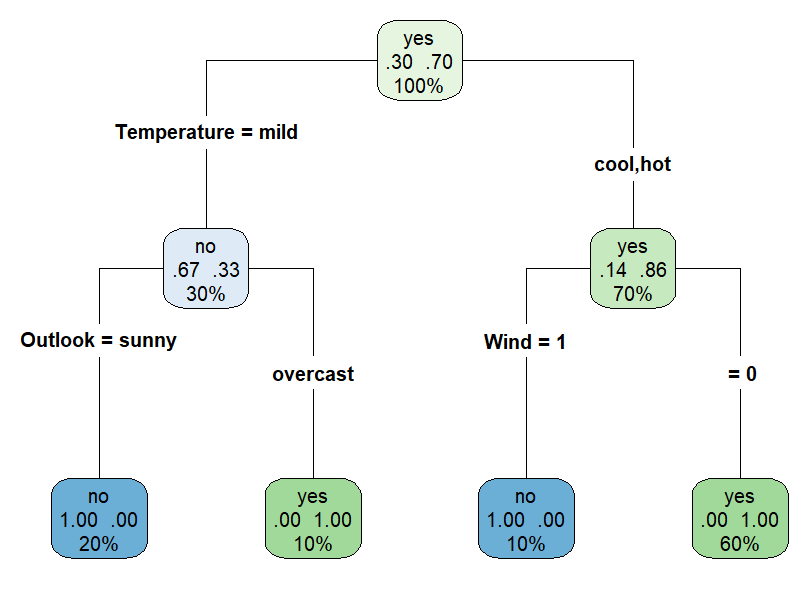 yes
.30 .70
100%
Temperature = mild
cool,hot
no
.67 .33
30%
yes
.14 .86
70%
Outlook = sunny
overcast
Wind = 1
= 0
no
1.00 .00
20%
yes
.00 1.00
10%
no
1.00 .00
10%
yes
.00 1.00
60%